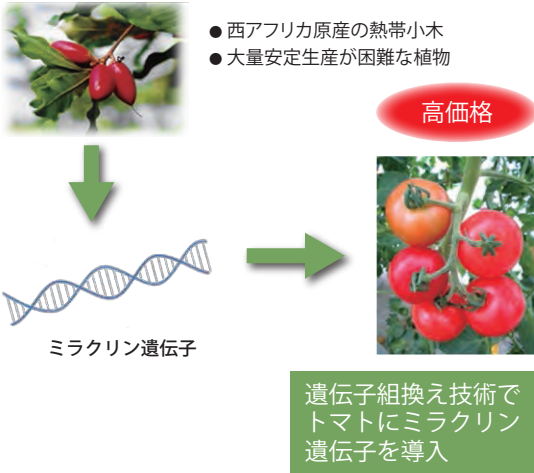 ● 西アフリカ原産の熱帯小木
● 大量安定生産が困難な植物
高価格
ミラクリン遺伝子
遺伝子組換え技術で
トマトにミラクリン
遺伝子を導入